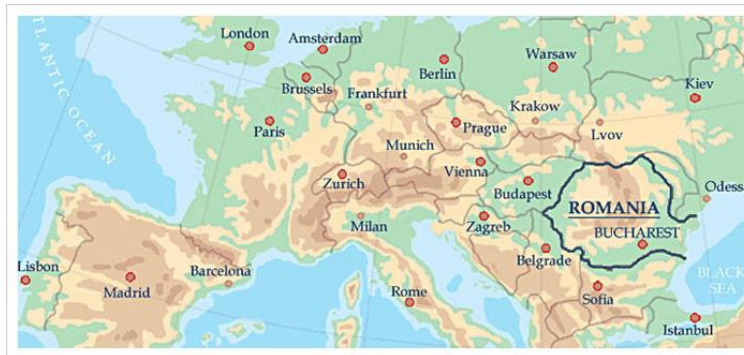 London
Amsterdam
Warsaw
Berlin
Kiev
Brussels
Frankfurt
Krakow
Lvov
Paris
Prague
Munich
Vienna
Zurich
Budapest
Odess
ROMANIA
Milan
Zagreb
BUCHAREST
Belgrade
Lisbon
Barcelona
Madrid
Rome
Sofia
Istanbul
ATLANTIC OCEAN
BLACK
SEA